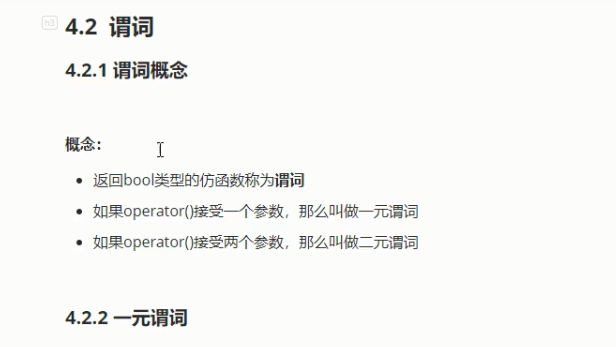 h3
4.2 谓词
4.2.1 谓词概念
概念：
返回bool类型的仿函数称为谓词
如果operator()接受一个参数，那么叫做一元谓词
如果operator()接受两个参数，那么叫做二元谓词
4.2.2 一元谓词